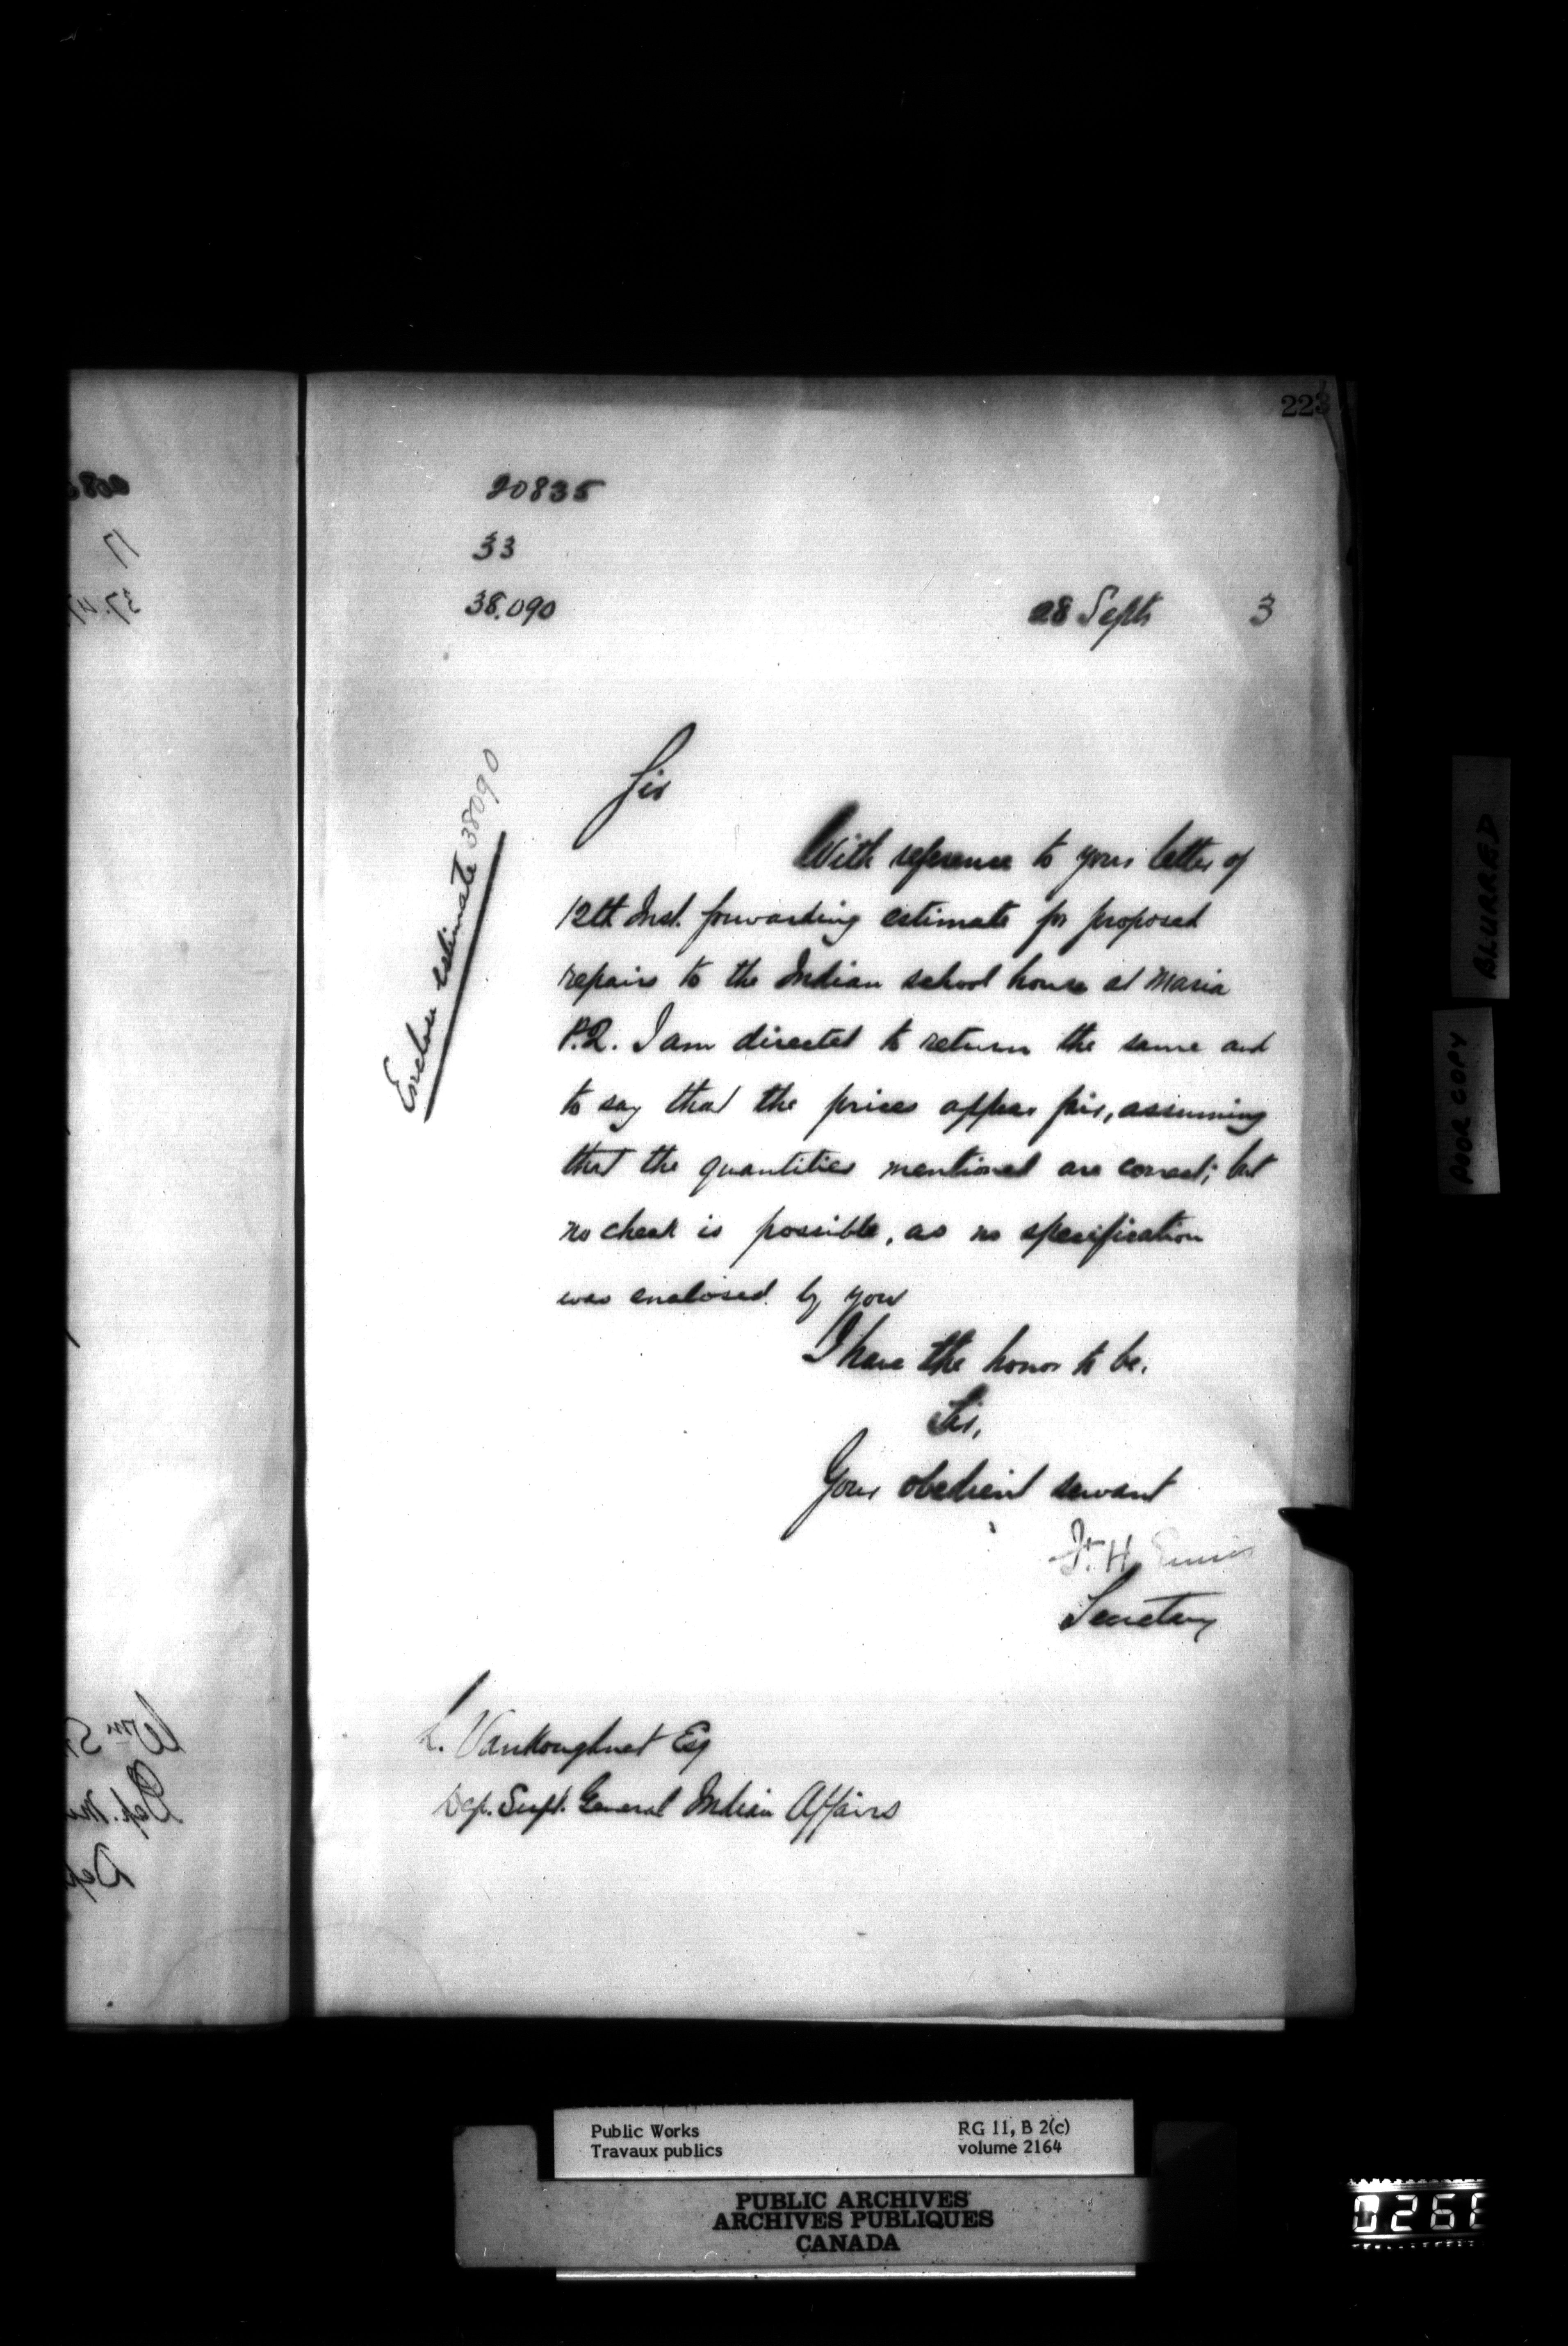 223
20835
33
38.090
28 Septr 3
Enclose estimate 38090
Sir
With reference to your letter of
12th Inst. forwarding estimate for proposed
repairs to the Indian school house at Maria
P.Q. I am directed to return the same and
to say that the prices appear fair, assuming
that the quantities mentioned are correct; but
no check is possible, as no specification
was enclosed by you
I have the honor to be,
Sir,
Your obedient servant
F. H. Ennis
Secretary
L. Vankoughnet Esq
Dep. Supt. General Indian Affairs
BLURRED
POOR COPY
Public Works
Travaux publics
RG 11, B 2(c)
volume 2164
PUBLIC ARCHIVES
ARCHIVES PUBLIQUES
CANADA